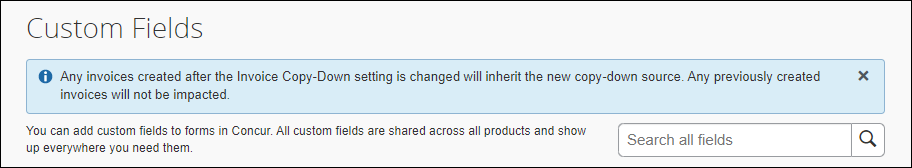 Custom Fields
Any invoices created after the Invoice Copy-Down setting is changed will inherit the new copy-down source. Any previously created
invoices will not be impacted.
You can add custom fields to forms in Concur. All custom fields are shared across all products and show
up everywhere you need them.
Search all fields